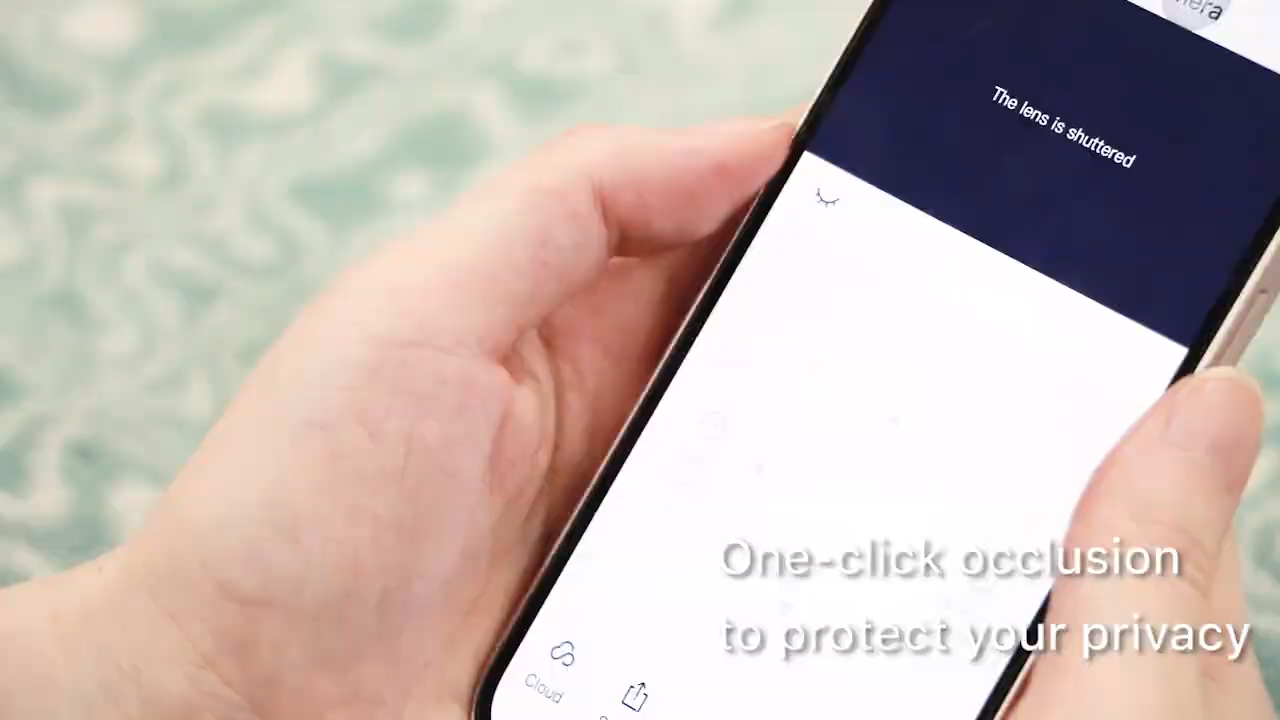 The lens is shuttered
Cloud
One-click occlusion
to protect your privacy